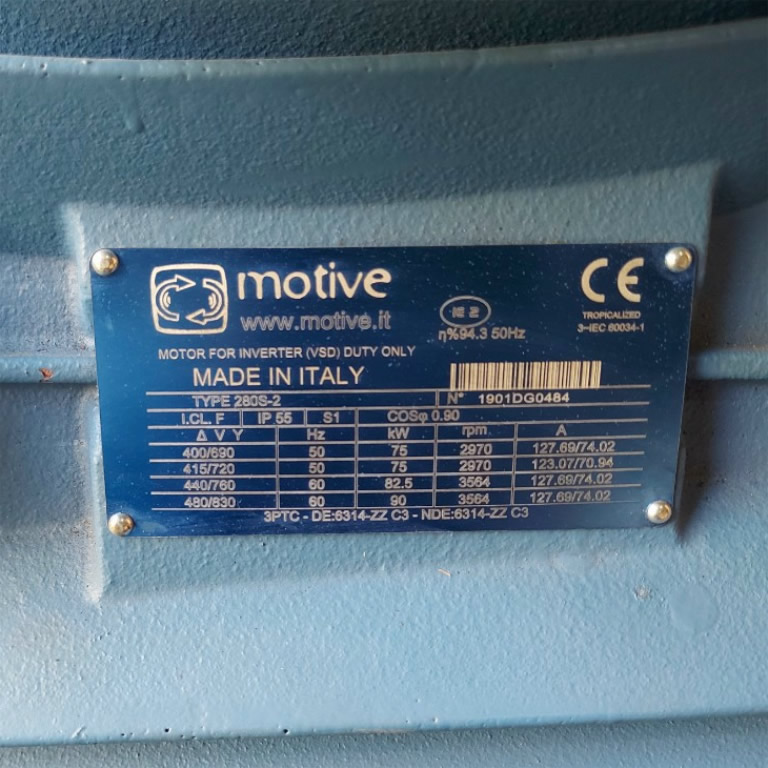 motive
www.motive.it
IE 2
η%94.3 50Hz
CE
TROPICALIZED
3~IEC 60034-1
MOTOR FOR INVERTER (VSD) DUTY ONLY
MADE IN ITALY
TYPE 280S-2 N° 1901DG0484
I.CL. F IP 55 S1 COSφ 0.90
Δ V Y Hz kW rpm A
400/690 50 75 2970 127.69/74.02
415/720 50 75 2970 123.07/70.94
440/760 60 82.5 3564 127.69/74.02
480/830 60 90 3564 127.69/74.02
3PTC - DE:6314-ZZ C3 - NDE:6314-ZZ C3